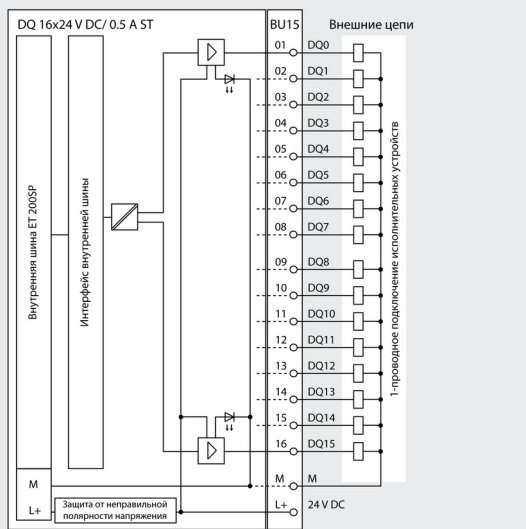 DQ 16x24 V DC/ 0.5 A ST
BU15
Внешние цепи
01 DQ0
02 DQ1
03 DQ2
04 DQ3
05 DQ4
06 DQ5
07 DQ6
08 DQ7
09 DQ8
10 DQ9
11 DQ10
12 DQ11
13 DQ12
14 DQ13
15 DQ14
16 DQ15
Внутренняя шина ET 200SP
Интерфейс внутренней шины
1-проводное подключение исполнительных устройств
M
M M
L+
Защита от неправильной
полярности напряжения
L+ 24 V DC